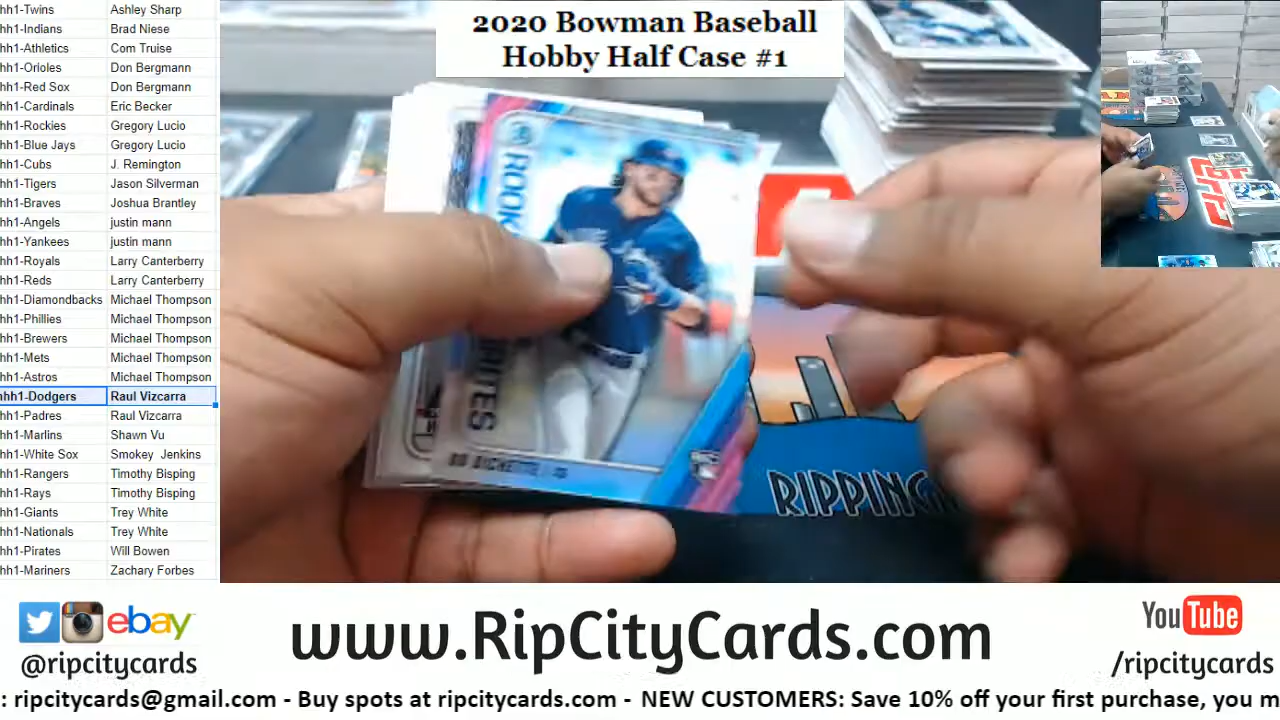 hh1-Twins Ashley Sharp
hh1-Indians Brad Niese
hh1-Athletics Com Truise
hh1-Orioles Don Bergmann
hh1-Red Sox Don Bergmann
hh1-Cardinals Eric Becker
hh1-Rockies Gregory Lucio
hh1-Blue Jays Gregory Lucio
hh1-Cubs J. Remington
hh1-Tigers Jason Silverman
hh1-Braves Joshua Brantley
hh1-Angels justin mann
hh1-Yankees justin mann
hh1-Royals Larry Canterberry
hh1-Reds Larry Canterberry
hh1-Diamondbacks Michael Thompson
hh1-Phillies Michael Thompson
hh1-Brewers Michael Thompson
hh1-Mets Michael Thompson
hh1-Astros Michael Thompson
hh1-Dodgers Raul Vizcarra
hh1-Padres Raul Vizcarra
hh1-Marlins Shawn Vu
hh1-White Sox Smokey Jenkins
hh1-Rangers Timothy Bisping
hh1-Rays Timothy Bisping
hh1-Giants Trey White
hh1-Nationals Trey White
hh1-Pirates Will Bowen
hh1-Mariners Zachary Forbes
2020 Bowman Baseball
Hobby Half Case #1
BO BICHETTE
RIPPING
ebay
@ripcitycards
www.RipCityCards.com
YouTube
/ripcitycards
: ripcitycards@gmail.com - Buy spots at ripcitycards.com - NEW CUSTOMERS: Save 10% off your first purchase, you m